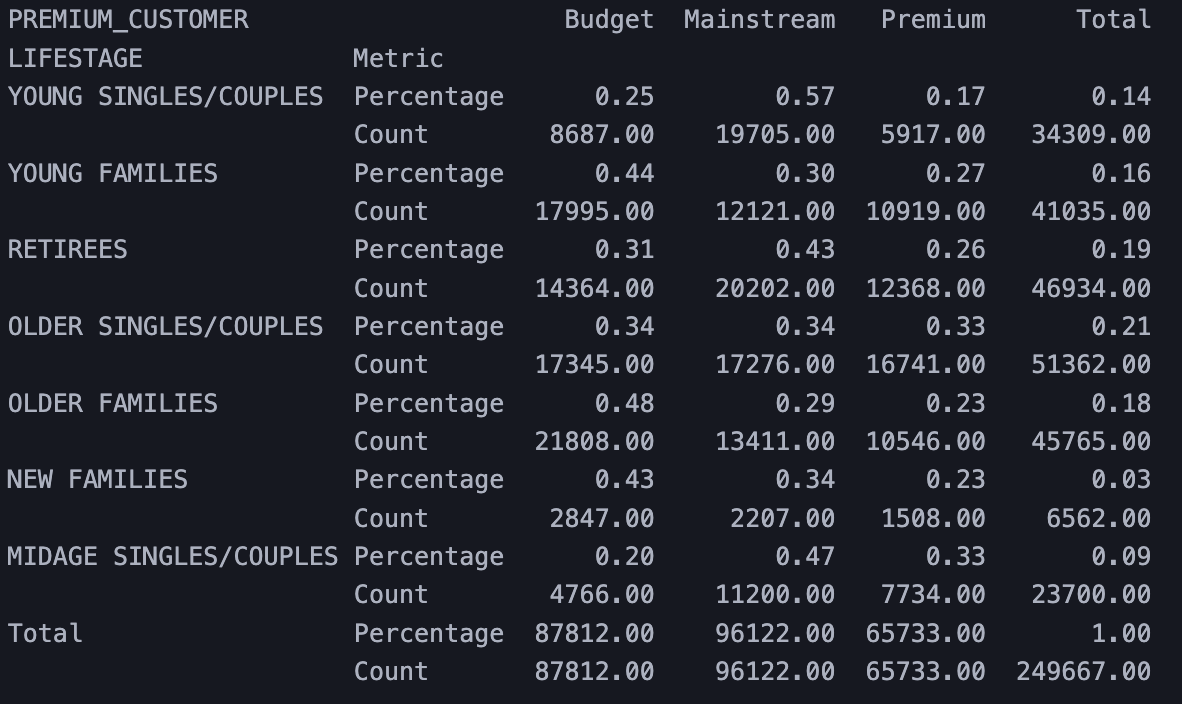 PREMIUM_CUSTOMER Budget Mainstream Premium Total
LIFESTAGE Metric
YOUNG SINGLES/COUPLES Percentage 0.25 0.57 0.17 0.14
Count 8687.00 19705.00 5917.00 34309.00
YOUNG FAMILIES Percentage 0.44 0.30 0.27 0.16
Count 17995.00 12121.00 10919.00 41035.00
RETIREES Percentage 0.31 0.43 0.26 0.19
Count 14364.00 20202.00 12368.00 46934.00
OLDER SINGLES/COUPLES Percentage 0.34 0.34 0.33 0.21
Count 17345.00 17276.00 16741.00 51362.00
OLDER FAMILIES Percentage 0.48 0.29 0.23 0.18
Count 21808.00 13411.00 10546.00 45765.00
NEW FAMILIES Percentage 0.43 0.34 0.23 0.03
Count 2847.00 2207.00 1508.00 6562.00
MIDAGE SINGLES/COUPLES Percentage 0.20 0.47 0.33 0.09
Count 4766.00 11200.00 7734.00 23700.00
Total Percentage 87812.00 96122.00 65733.00 1.00
Count 87812.00 96122.00 65733.00 249667.00